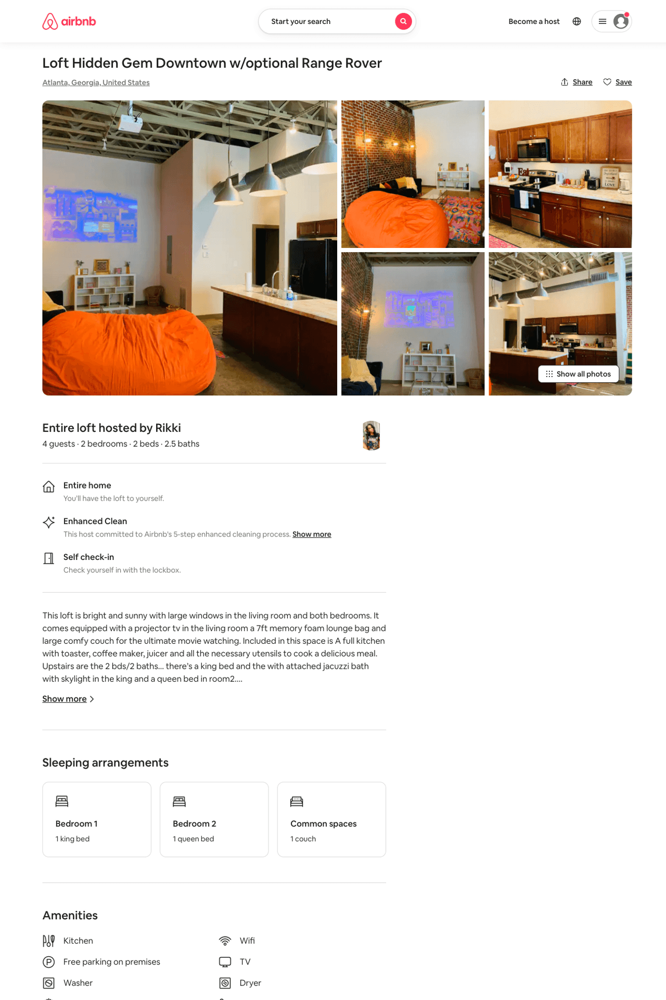 airbnb
Start your search
Become a host
Loft Hidden Gem Downtown w/optional Range Rover
Atlanta, Georgia, United States
Share
Save
Eat
LOVE
Show all photos
Entire loft hosted by Rikki
4 guests · 2 bedrooms · 2 beds · 2.5 baths
Entire home
You'll have the loft to yourself.
Enhanced Clean
This host committed to Airbnb's 5-step enhanced cleaning process. Show more
Self check-in
Check yourself in with the lockbox.
This loft is bright and sunny with large windows in the living room and both bedrooms. It
comes equipped with a projector tv in the living room a 7ft memory foam lounge bag and
large comfy couch for the ultimate movie watching. Included in this space is A full kitchen
with toaster, coffee maker, juicer and all the necessary utensils to cook a delicious meal.
Upstairs are the 2 bds/2 baths... there's a king bed and the with attached jacuzzi bath
with skylight in the king and a queen bed in room2....
Show more
Sleeping arrangements
Bedroom 1
1 king bed
Bedroom 2
1 queen bed
Common spaces
1 couch
Amenities
Kitchen
Wifi
Free parking on premises
TV
Washer
Dryer